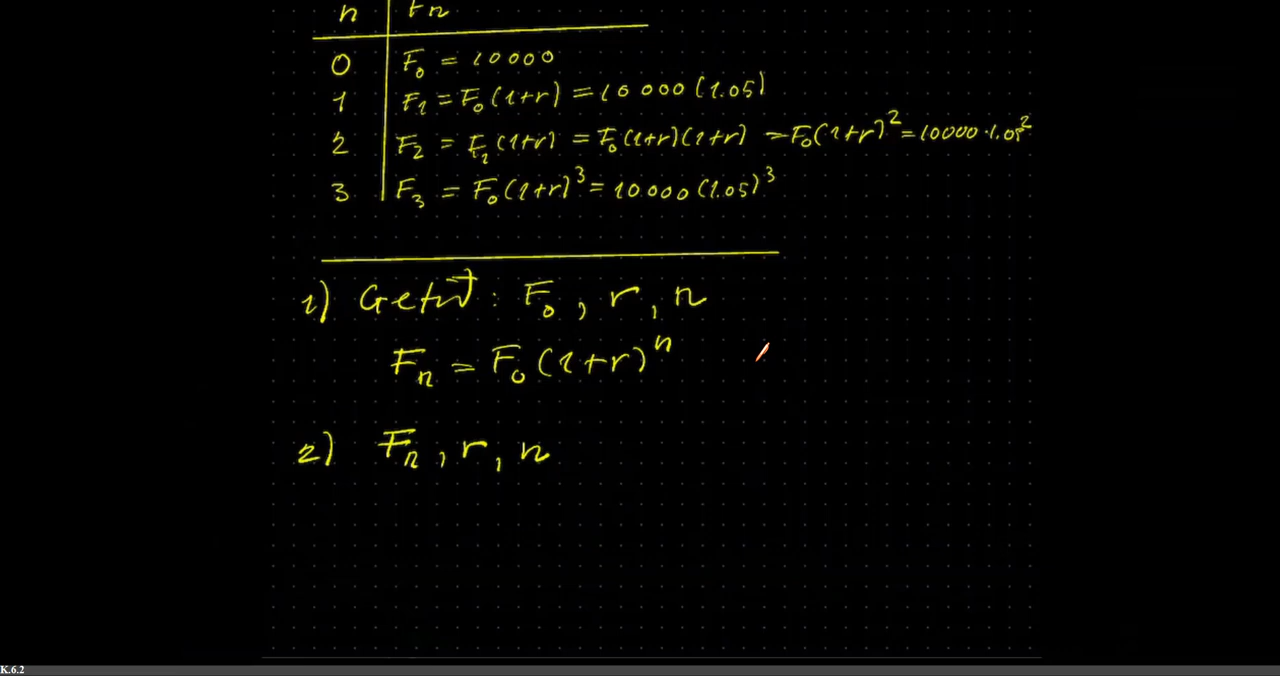 n Fn
0 F₀ = 10000
1 F₁ = F₀(1+r) = 10 000 (1.05)
2 F₂ = F₁(1+r) = F₀(1+r)(1+r) = F₀(1+r)² = 10000 · 1.05²
3 F₃ = F₀(1+r)³ = 10.000 (1.05)³
1) : F₀, r, n
Fₙ = F₀(1+r)ⁿ
2) Fₙ, r, n
K.6.2